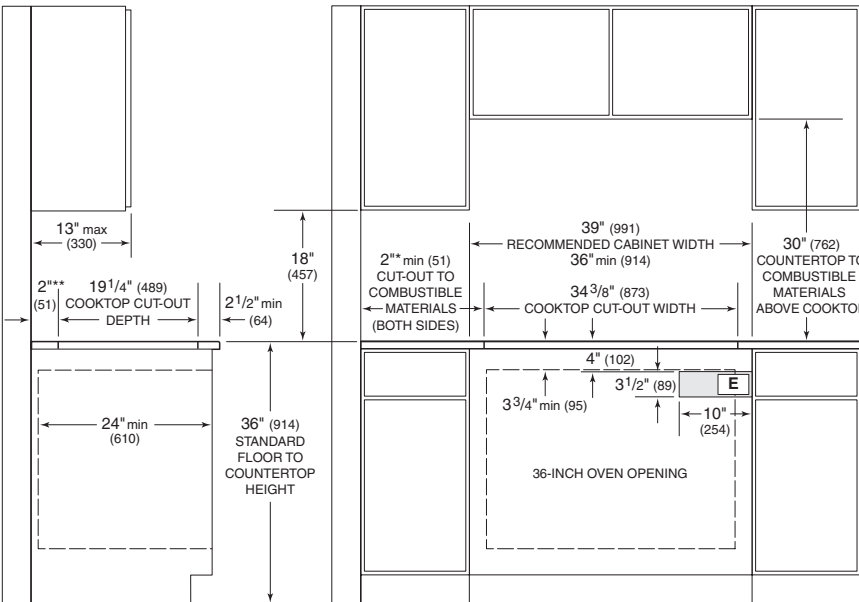 13" max
(330)
2"**
(51)
19 1/4" (489)
COOKTOP CUT-OUT
DEPTH
2 1/2" min
(64)
18"
(457)
24" min
(610)
36" (914)
STANDARD
FLOOR TO
COUNTERTOP
HEIGHT
39" (991)
RECOMMENDED CABINET WIDTH
36" min (914)
2"* min (51)
CUT-OUT TO
COMBUSTIBLE
MATERIALS
(BOTH SIDES)
34 3/8" (873)
COOKTOP CUT-OUT WIDTH
30" (762)
COUNTERTOP TO
COMBUSTIBLE
MATERIALS
ABOVE COOKTO
4" (102)
3 1/2" (89)
E
3 3/4" min (95)
10"
(254)
36-INCH OVEN OPENING